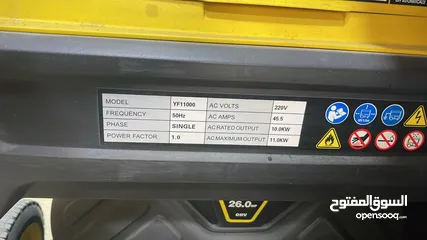 MODEL YF11000 AC VOLTS 220V
FREQUENCY 50Hz AC AMPS 45.5
PHASE SINGLE AC RATED OUTPUT 10.0KW
POWER FACTOR 1.0 AC MAXIMUM OUTPUT 11.0KW
26.0
OHV
السوق المفتوح
opensooq.com